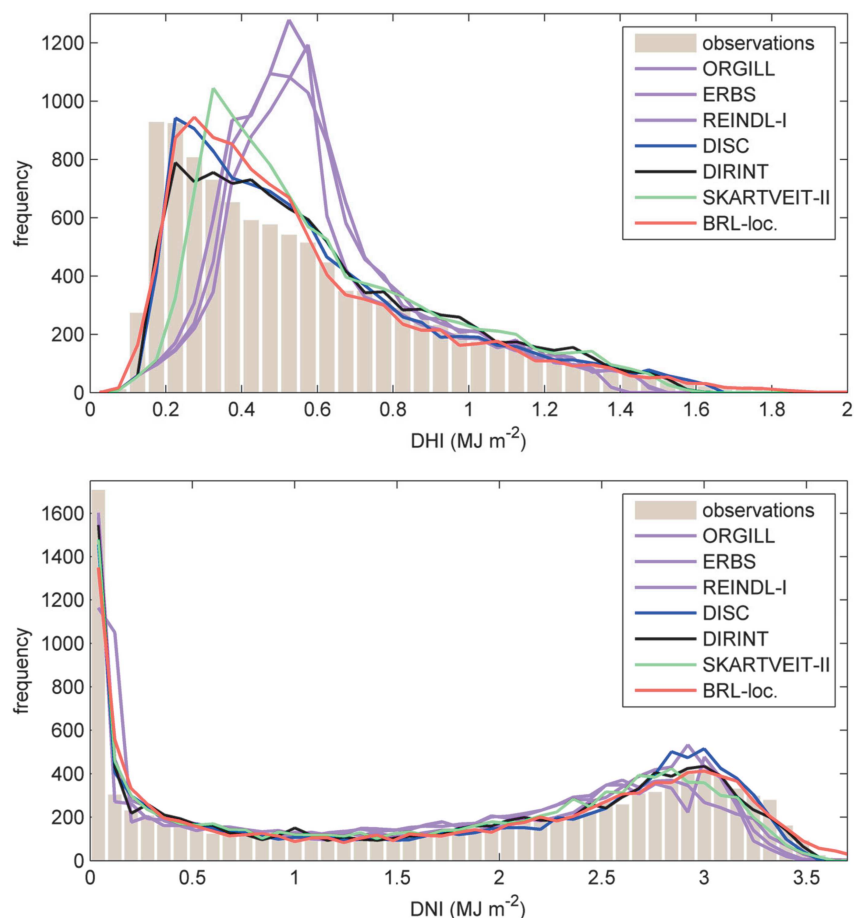 1200
1000
800
600
400
200
0
frequency
observations
ORGILL
ERBS
REINDL-I
DISC
DIRINT
SKARTVEIT-II
BRL-loc.
0 0.2 0.4 0.6 0.8 1 1.2 1.4 1.6 1.8 2
DHI (MJ m⁻²)
1600
1400
1200
1000
800
600
400
200
0
frequency
observations
ORGILL
ERBS
REINDL-I
DISC
DIRINT
SKARTVEIT-II
BRL-loc.
0 0.5 1 1.5 2 2.5 3 3.5
DNI (MJ m⁻²)